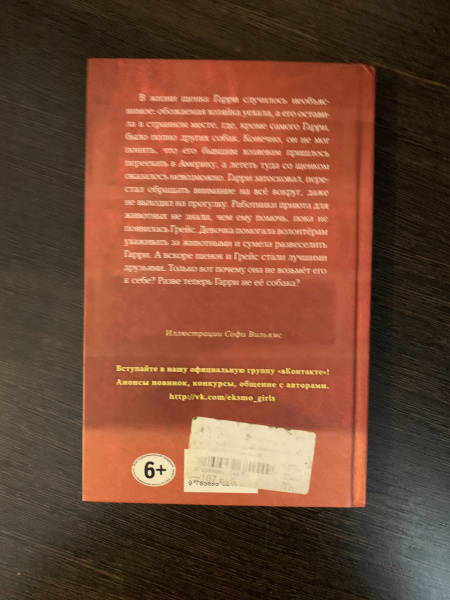 В жизни щенка Гарри случилось необъяс-
нимое: обожаемая хозяйка уехала, а его остави-
ла в странном месте, где, кроме самого Гарри,
было полно других собак. Конечно, он не мог
понять, что его бывшим хозяевам пришлось
переехать в Америку, а лететь туда со щенком
оказалось невозможно. Гарри затосковал, пере-
стал обращать внимание на всё вокруг, даже
не выходил на прогулку. Работники приюта для
животных не знали, чем ему помочь, пока не
появилась Грейс. Девочка помогала волонтёрам
ухаживать за животными и сумела развеселить
Гарри. А вскоре щенок и Грейс стали лучшими
друзьями. Только вот почему она не возьмёт его
к себе? Разве теперь Гарри не её собака?
Иллюстрации Софи Вильямс
Вступайте в нашу официальную группу «вКонтакте»!
Анонсы новинок, конкурсы, общение с авторами.
http://vk.com/eksmo_girls
6+